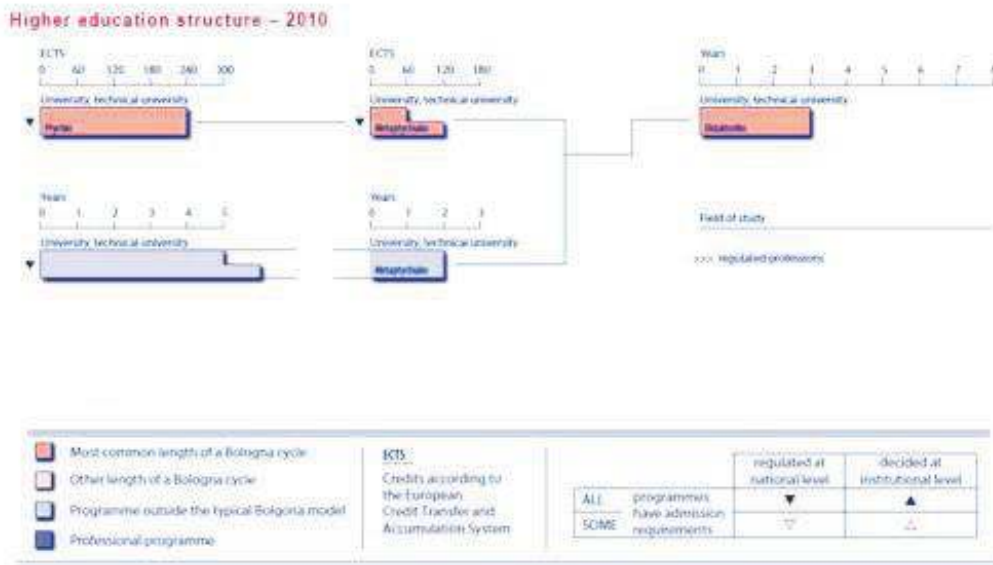 Higher education structure – 2010
ECTS
0 60 120 180 240 300
University, technical university
Ptychio
ECTS
0 60 120 180
University, technical university
Metaptychiako
Years
0 1 2 3 4 5 6 7 8
University, technical university
Didaktoriko
Years
0 1 2 3 4 5
University, technical university
Years
0 1 2 3
University, technical university
Metaptychiako
Field of study
>>> regulated professions
Most common length of a Bologna cycle
Other length of a Bologna cycle
Programme outside the typical Bolgona model
Professional programme
ECTS
Credits according to
the European
Credit Transfer and
Accumulation System
regulated at
national level
decided at
institutional level
ALL
SOME
programmes
have admission
requirements